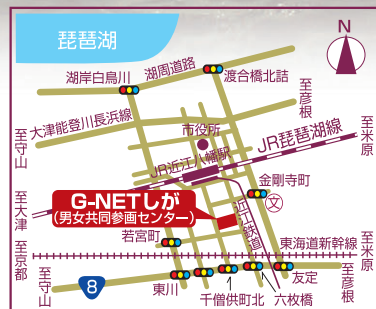 琵琶湖
N
湖岸白鳥川
湖周道路
渡合橋北詰
至彦根
大津能登川長浜線
市役所
至米原
至守山
JR琵琶湖線
JR近江八幡駅
金剛寺町
文
至大津
G-NETしが
(男女共同参画センター)
近江鉄道
若宮町
東海道新幹線
至京都
至米原
至守山
8
東川
千僧供町北
六枚橋
友定
至彦根